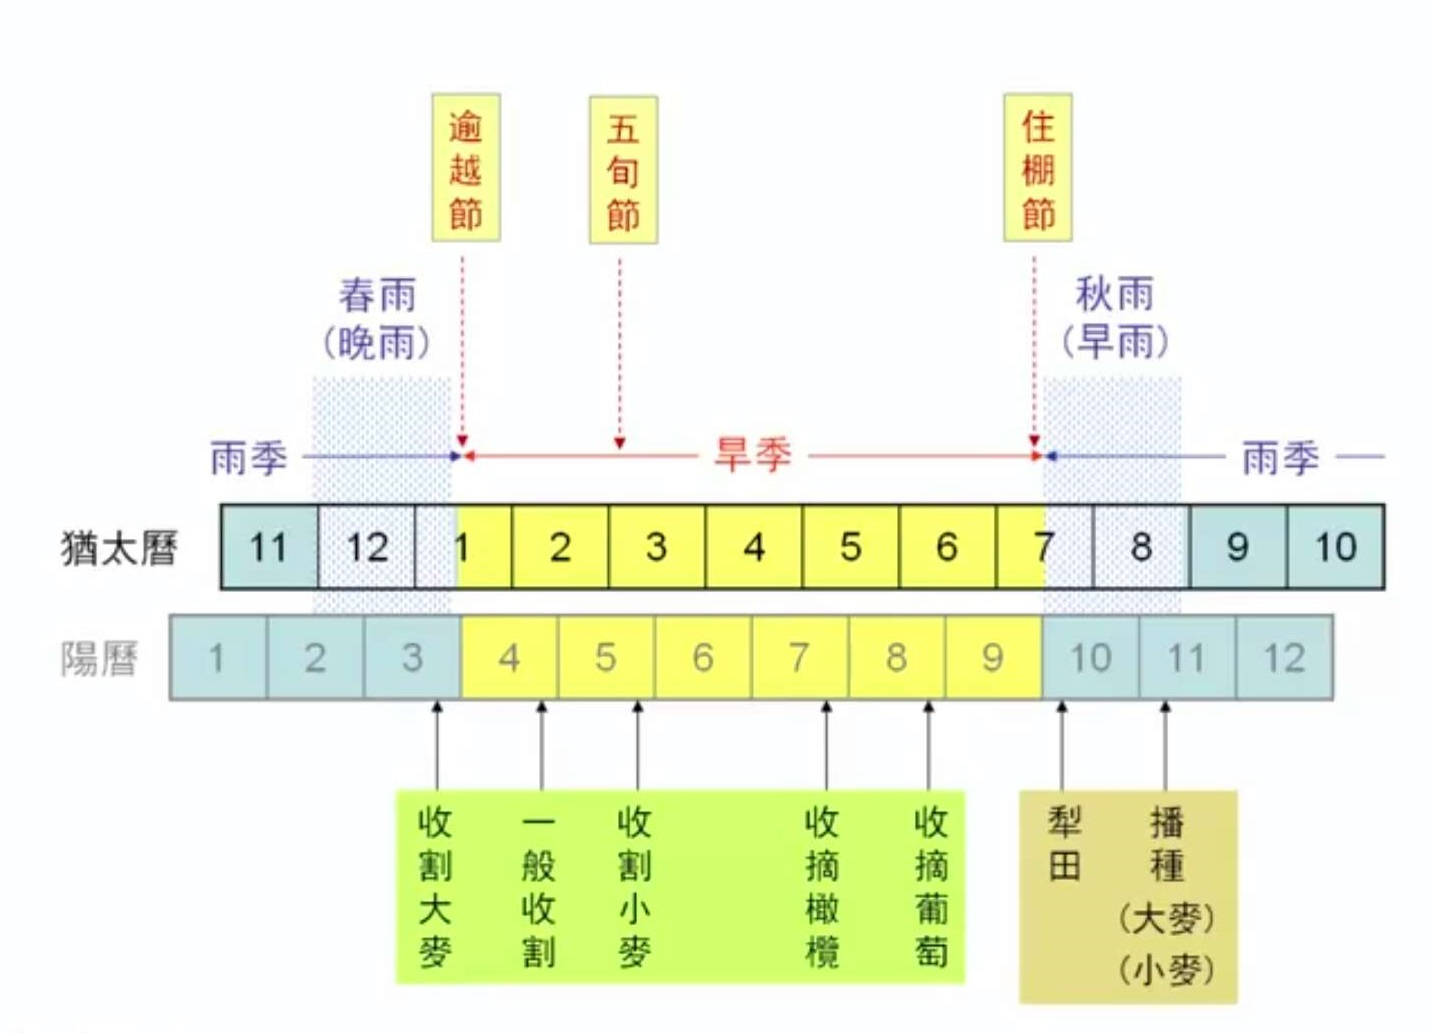 逾越節
五旬節
住棚節
春雨
(晚雨)
秋雨
(早雨)
雨季
旱季
雨季
猶太曆
11 12 1 2 3 4 5 6 7 8 9 10
陽曆
1 2 3 4 5 6 7 8 9 10 11 12
收割大麥
一般收割
收割小麥
收摘橄欖
收摘葡萄
犁田
播種
(大麥)
(小麥)